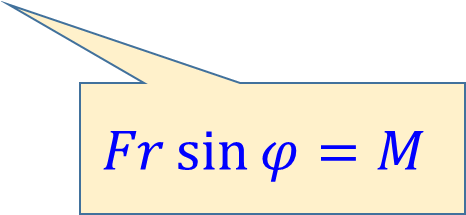 Fr sin φ = M